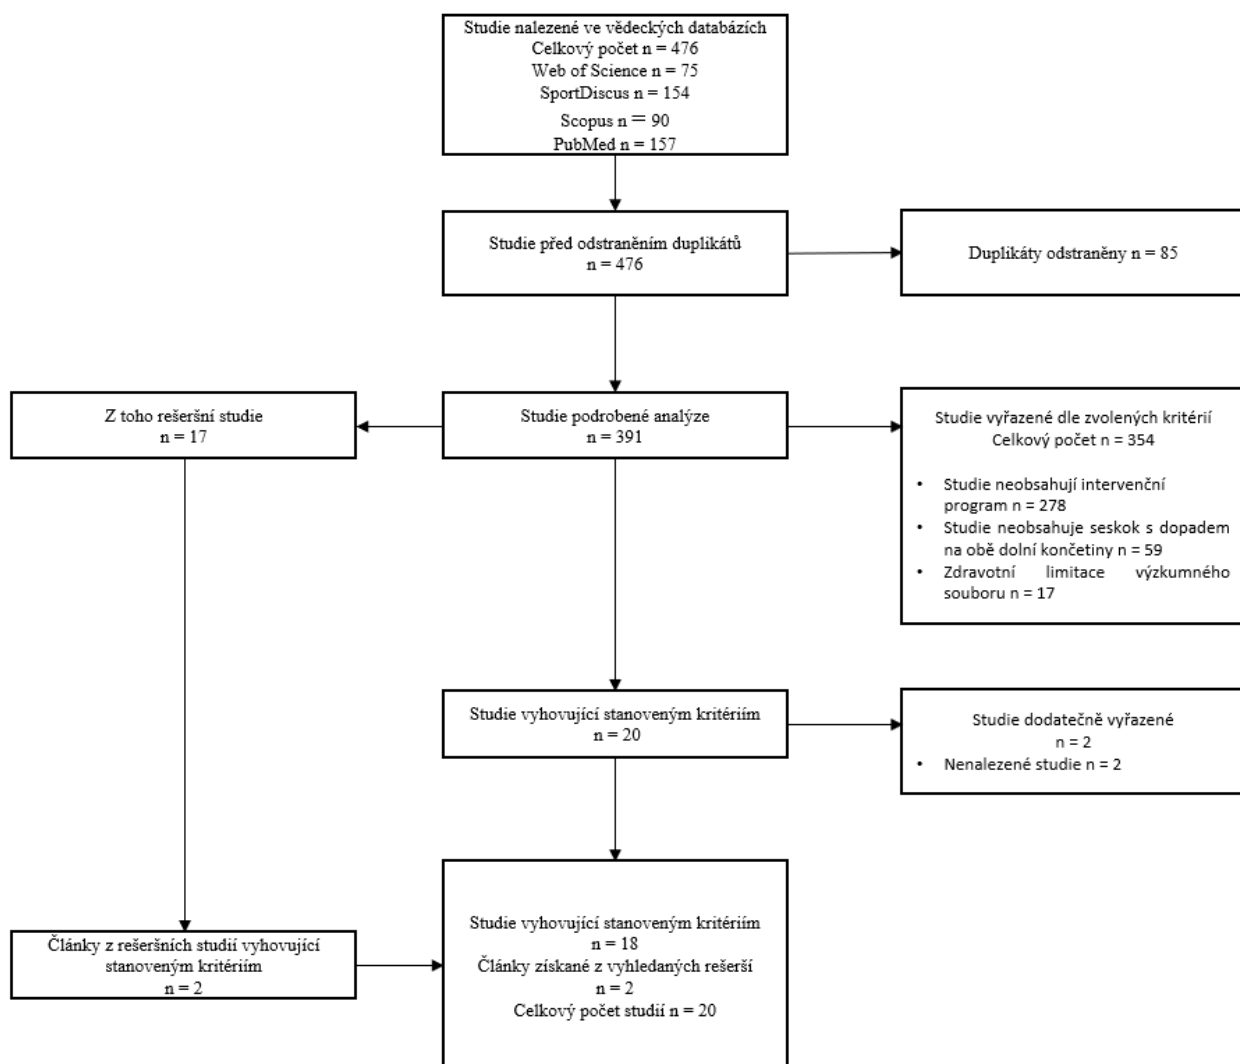 Studie nalezené ve vědeckých databázích
Celkový počet n = 476
Web of Science n = 75
SportDiscus n = 154
Scopus n = 90
PubMed n = 157
Studie před odstraněním duplikátů
n = 476
Duplikáty odstraněny n = 85
Z toho rešeršní studie
n = 17
Studie podrobené analýze
n = 391
Studie vyřazené dle zvolených kritérií
Celkový počet n = 354
• Studie neobsahují intervenční
program n = 278
• Studie neobsahuje seskok s dopadem
na obě dolní končetiny n = 59
• Zdravotní limitace výzkumného
souboru n = 17
Studie vyhovující stanoveným kritériím
n = 20
Studie dodatečně vyřazené
n = 2
• Nenalezené studie n = 2
Články z rešeršních studií vyhovující
stanoveným kritériím
n = 2
Studie vyhovující stanoveným kritériím
n = 18
Články získané z vyhledaných rešerší
n = 2
Celkový počet studií n = 20